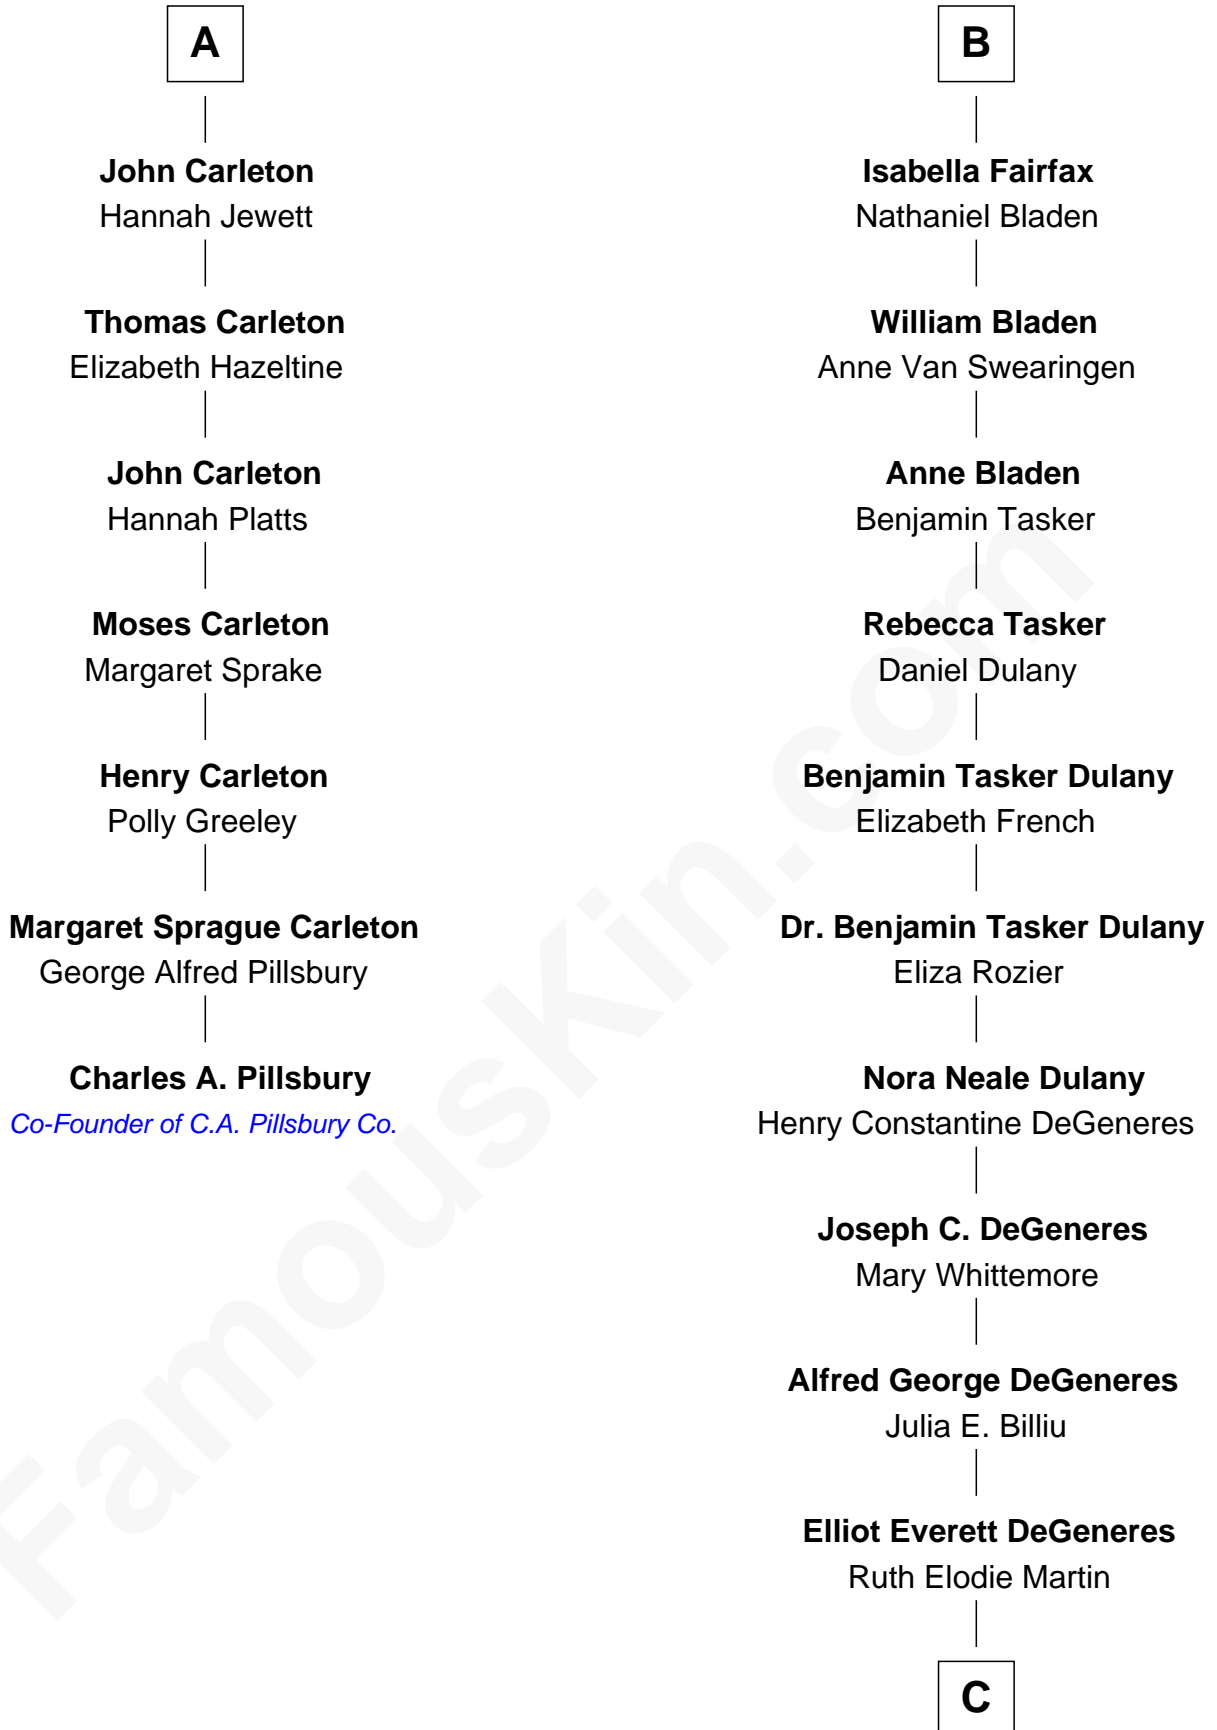 A
John Carleton
Hannah Jewett
Thomas Carleton
Elizabeth Hazeltine
John Carleton
Hannah Platts
Moses Carleton
Margaret Sprake
Henry Carleton
Polly Greeley
Margaret Sprague Carleton
George Alfred Pillsbury
Charles A. Pillsbury
Co-Founder of C.A. Pillsbury Co.
B
Isabella Fairfax
Nathaniel Bladen
William Bladen
Anne Van Swearingen
Anne Bladen
Benjamin Tasker
Rebecca Tasker
Daniel Dulany
Benjamin Tasker Dulany
Elizabeth French
Dr. Benjamin Tasker Dulany
Eliza Rozier
Nora Neale Dulany
Henry Constantine DeGeneres
Joseph C. DeGeneres
Mary Whittemore
Alfred George DeGeneres
Julia E. Billiu
Elliot Everett DeGeneres
Ruth Elodie Martin
C
FamousKin.com